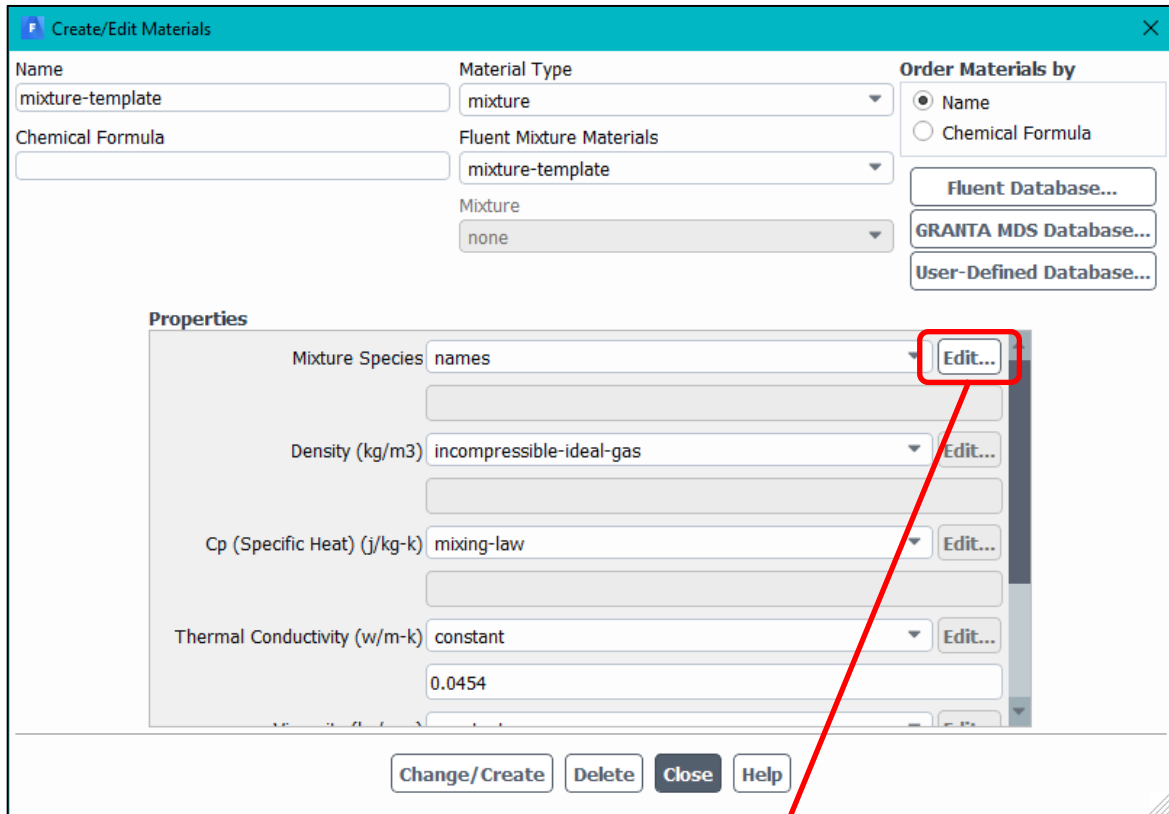 Create/Edit Materials
Name
mixture-template
Chemical Formula
Material Type
mixture
Fluent Mixture Materials
mixture-template
Mixture
none
Order Materials by
Name
Chemical Formula
Fluent Database...
GRANTA MDS Database...
User-Defined Database...
Properties
Mixture Species names Edit...
Density (kg/m3) incompressible-ideal-gas Edit...
Cp (Specific Heat) (j/kg-k) mixing-law Edit...
Thermal Conductivity (w/m-k) constant Edit...
0.0454
Change/Create Delete Close Help